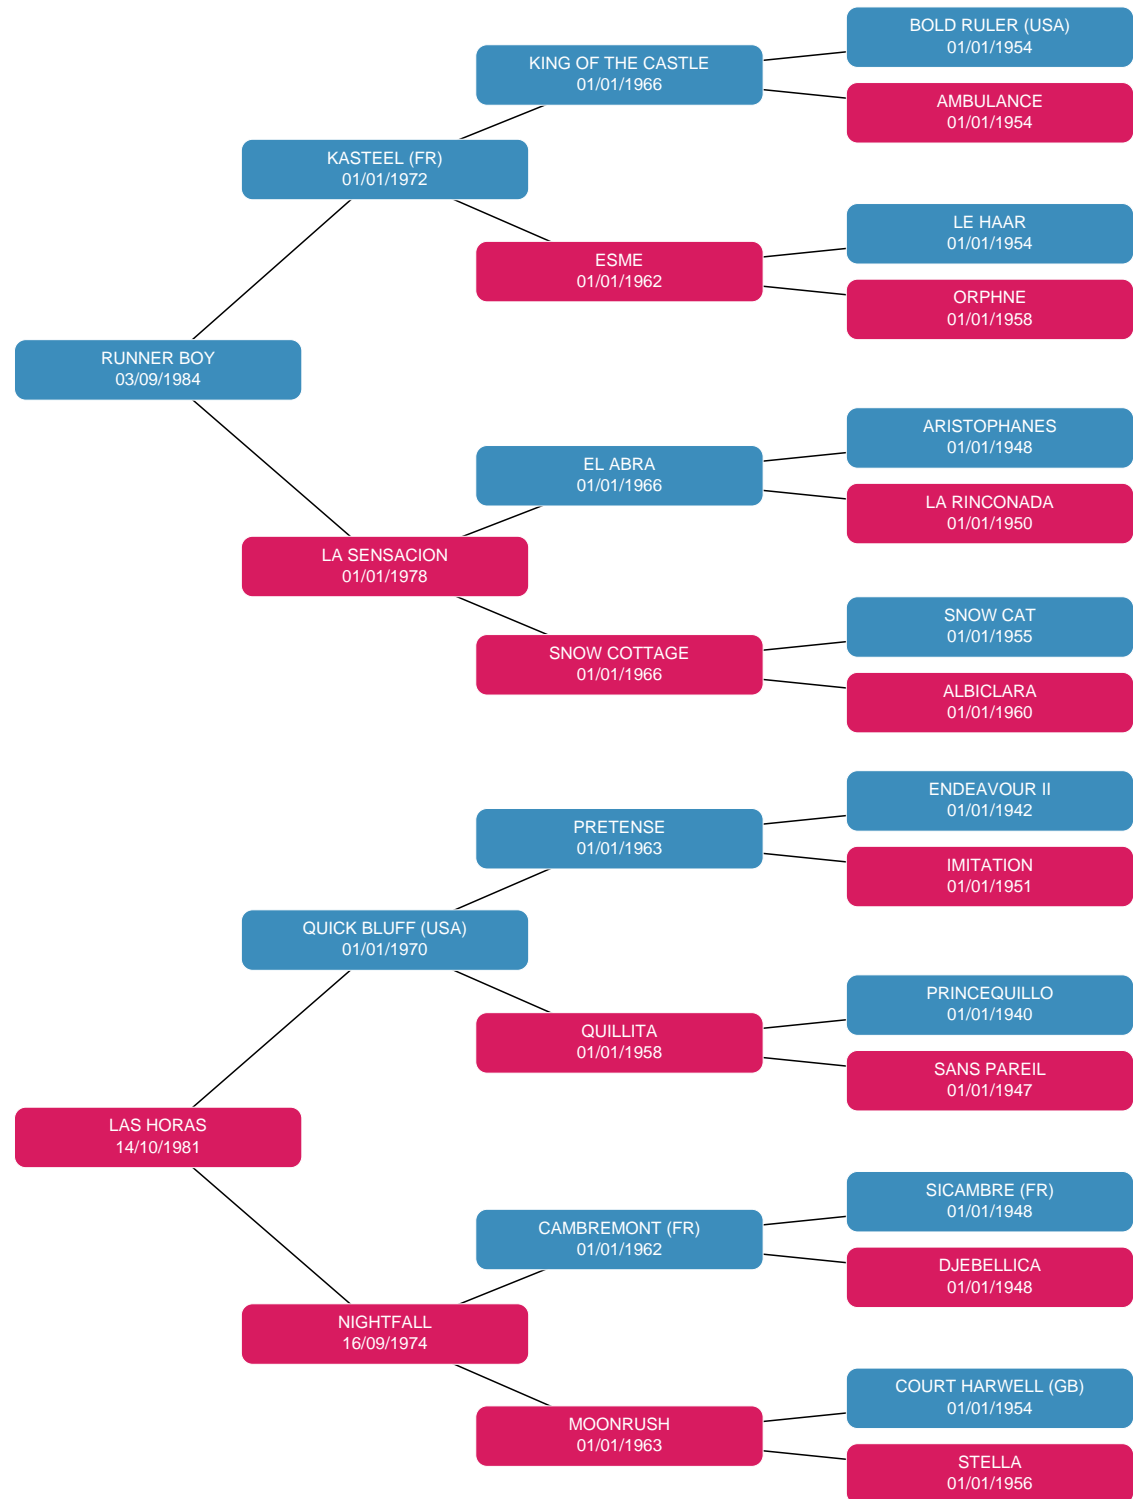 BOLD RULER (USA)
01/01/1954
KING OF THE CASTLE
01/01/1966
AMBULANCE
01/01/1954
KASTEEL (FR)
01/01/1972
LE HAAR
01/01/1954
ESME
01/01/1962
ORPHNE
01/01/1958
RUNNER BOY
03/09/1984
ARISTOPHANES
01/01/1948
EL ABRA
01/01/1966
LA RINCONADA
01/01/1950
LA SENSACION
01/01/1978
SNOW CAT
01/01/1955
SNOW COTTAGE
01/01/1966
ALBICLARA
01/01/1960
ENDEAVOUR II
01/01/1942
PRETENSE
01/01/1963
IMITATION
01/01/1951
QUICK BLUFF (USA)
01/01/1970
PRINCEQUILLO
01/01/1940
QUILLITA
01/01/1958
SANS PAREIL
01/01/1947
LAS HORAS
14/10/1981
SICAMBRE (FR)
01/01/1948
CAMBREMONT (FR)
01/01/1962
DJEBELLICA
01/01/1948
NIGHTFALL
16/09/1974
COURT HARWELL (GB)
01/01/1954
MOONRUSH
01/01/1963
STELLA
01/01/1956